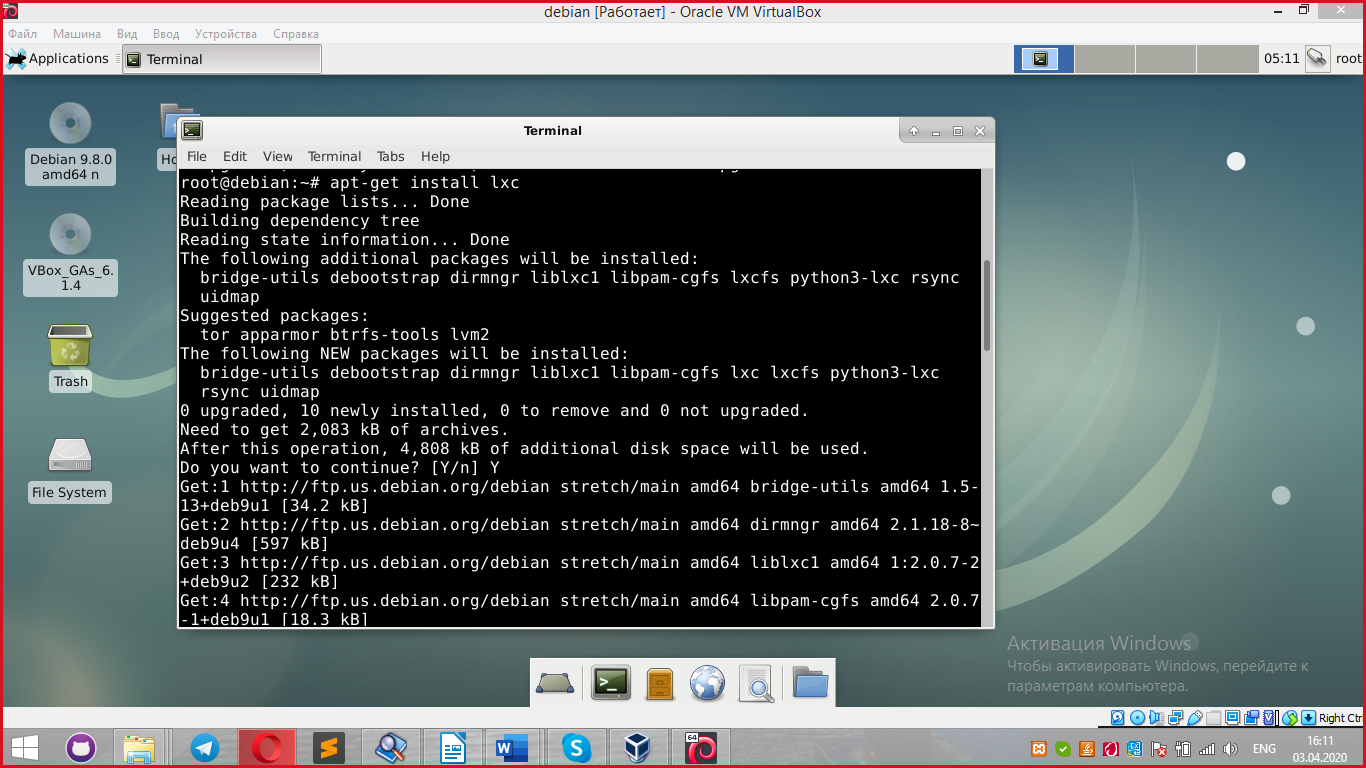 debian [Работает] - Oracle VM VirtualBox
Файл Машина Вид Ввод Устройства Справка
Applications Terminal 05:11 root
Debian 9.8.0 amd64 n
VBox_GAs_6.1.4
Trash
File System
Ho
Terminal
File Edit View Terminal Tabs Help
root@debian:~# apt-get install lxc
Reading package lists... Done
Building dependency tree
Reading state information... Done
The following additional packages will be installed:
  bridge-utils debootstrap dirmngr liblxc1 libpam-cgfs lxcfs python3-lxc rsync
  uidmap
Suggested packages:
  tor apparmor btrfs-tools lvm2
The following NEW packages will be installed:
  bridge-utils debootstrap dirmngr liblxc1 libpam-cgfs lxc lxcfs python3-lxc
  rsync uidmap
0 upgraded, 10 newly installed, 0 to remove and 0 not upgraded.
Need to get 2,083 kB of archives.
After this operation, 4,808 kB of additional disk space will be used.
Do you want to continue? [Y/n] Y
Get:1 http://ftp.us.debian.org/debian stretch/main amd64 bridge-utils amd64 1.5-
13+deb9u1 [34.2 kB]
Get:2 http://ftp.us.debian.org/debian stretch/main amd64 dirmngr amd64 2.1.18-8~
deb9u4 [597 kB]
Get:3 http://ftp.us.debian.org/debian stretch/main amd64 liblxc1 amd64 1:2.0.7-2
+deb9u2 [232 kB]
Get:4 http://ftp.us.debian.org/debian stretch/main amd64 libpam-cgfs amd64 2.0.7
-1+deb9u1 [18.3 kB]
Активация Windows
Чтобы активировать Windows, перейдите к
параметрам компьютера.
Right Ctrl
64
ENG
16:11
03.04.2020